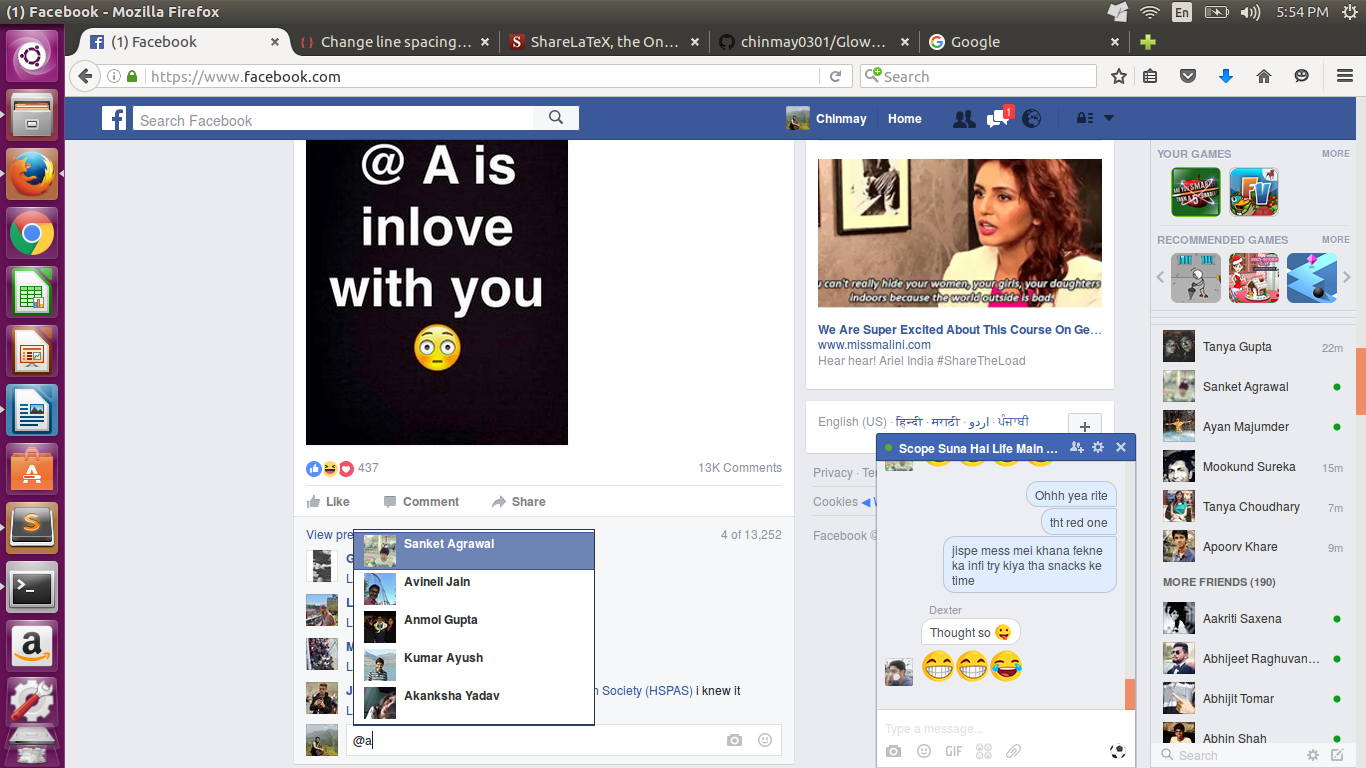 (1) Facebook - Mozilla Firefox
En
5:54 PM
(1) Facebook
Change line spacing...
ShareLaTeX, the On...
chinmay0301/Glow...
Google
https://www.facebook.com
Search
Search Facebook
Chinmay
Home
1
@ A is
inlove
with you
437
13K Comments
Like
Comment
Share
View pre
4 of 13,252
Sanket Agrawal
Avineil Jain
Anmol Gupta
Kumar Ayush
Akanksha Yadav
n Society (HSPAS) i knew it
@a
u can't really hide your women, your girls, your daughters
indoors because the world outside is bad
We Are Super Excited About This Course On Ge...
www.missmalini.com
Hear hear! Ariel India #ShareTheLoad
English (US) · हिन्दी · मराठी · اردو · ਪੰਜਾਬੀ
Privacy · Te
Cookies
Facebook ©
Scope Suna Hai Life Main ...
Ohhh yea rite
tht red one
jispe mess mei khana fekne
ka infi try kiya tha snacks ke
time
Dexter
Thought so
Type a message...
GIF
YOUR GAMES
MORE
RECOMMENDED GAMES
MORE
Tanya Gupta
22m
Sanket Agrawal
Ayan Majumder
Mookund Sureka
15m
Tanya Choudhary
7m
Apoorv Khare
9m
MORE FRIENDS (190)
Aakriti Saxena
Abhijeet Raghuvan...
Abhijit Tomar
Abhin Shah
Search